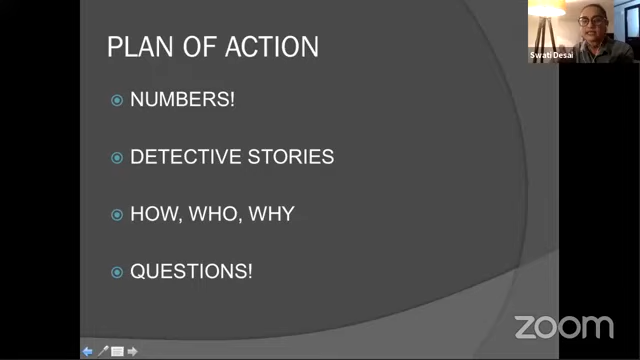 PLAN OF ACTION
NUMBERS!
DETECTIVE STORIES
HOW, WHO, WHY
QUESTIONS!
Swati Desai
zoom